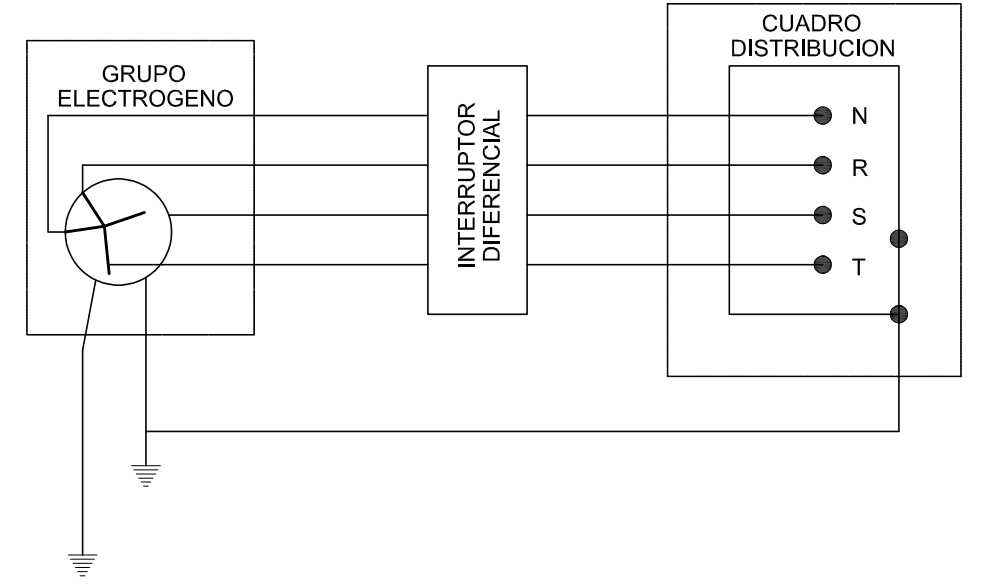 GRUPO
ELECTROGENO
INTERRUPTOR
DIFERENCIAL
CUADRO
DISTRIBUCION
N
R
S
T